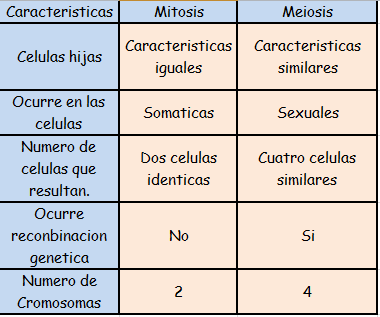 Caracteristicas Mitosis Meiosis
Celulas hijas
Caracteristicas
iguales
Caracteristicas
similares
Ocurre en las
celulas
Somaticas
Sexuales
Numero de
celulas que
resultan.
Dos celulas
identicas
Cuatro celulas
similares
Ocurre
recombinacion
genetica
No
Si
Numero de
Cromosomas
2
4